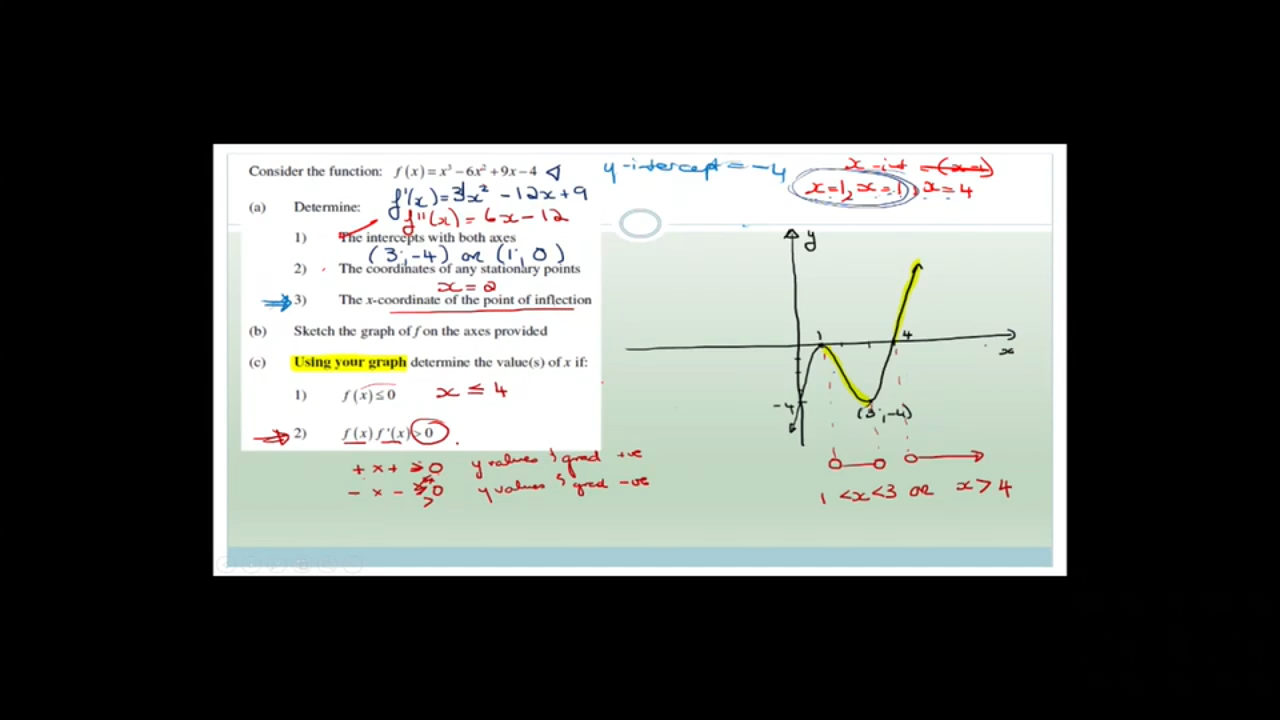 Consider the function: f(x) = x³ − 6x² + 9x − 4
y-intercept = −4
x-int (x−1)
x=1, x=1, x=4
f'(x) = 3x² − 12x + 9
(a) Determine:
f''(x) = 6x − 12
1) The intercepts with both axes
(3;−4) or (1;0)
2) The coordinates of any stationary points
x = 2
3) The x-coordinate of the point of inflection
(b) Sketch the graph of f on the axes provided
(c) Using your graph determine the value(s) of x if:
1) f(x) ≤ 0 x ≤ 4
2) f(x) f'(x) > 0
+ x + > 0 y values & grad +ve
− x − > 0 y values & grad −ve
>
y
1
4
x
−4
(3;−4)
1 < x < 3 or x > 4